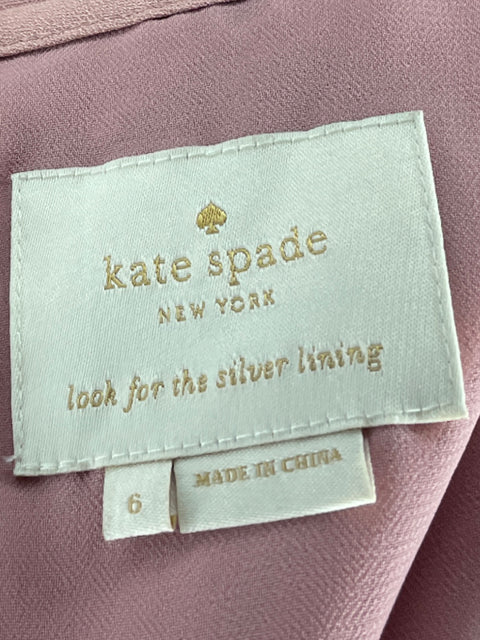 kate spade
NEW YORK
look for the silver lining
6
MADE IN CHINA